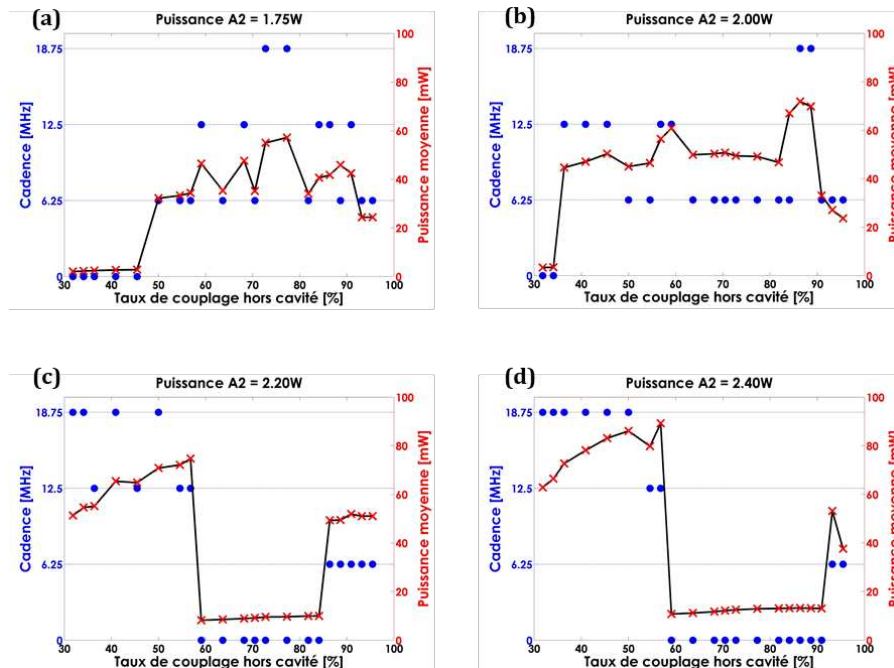 (a)
Puissance A2 = 1.75W
18.75
12.5
6.25
0
Cadence [MHz]
100
80
60
40
20
0
Puissance moyenne [mW]
30 40 50 60 70 80 90 100
Taux de couplage hors cavité [%]
(b)
Puissance A2 = 2.00W
18.75
12.5
6.25
0
Cadence [MHz]
100
80
60
40
20
0
Puissance moyenne [mW]
30 40 50 60 70 80 90 100
Taux de couplage hors cavité [%]
(c)
Puissance A2 = 2.20W
18.75
12.5
6.25
0
Cadence [MHz]
100
80
60
40
20
0
Puissance moyenne [mW]
30 40 50 60 70 80 90 100
Taux de couplage hors cavité [%]
(d)
Puissance A2 = 2.40W
18.75
12.5
6.25
0
Cadence [MHz]
100
80
60
40
20
0
Puissance moyenne [mW]
30 40 50 60 70 80 90 100
Taux de couplage hors cavité [%]